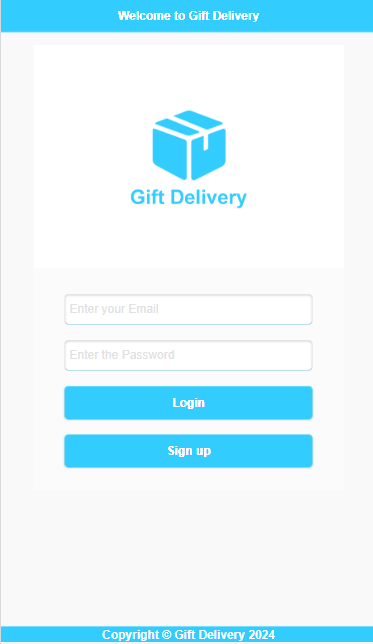 Welcome to Gift Delivery
Gift Delivery
Enter your Email
Enter the Password
Login
Sign up
Copyright © Gift Delivery 2024